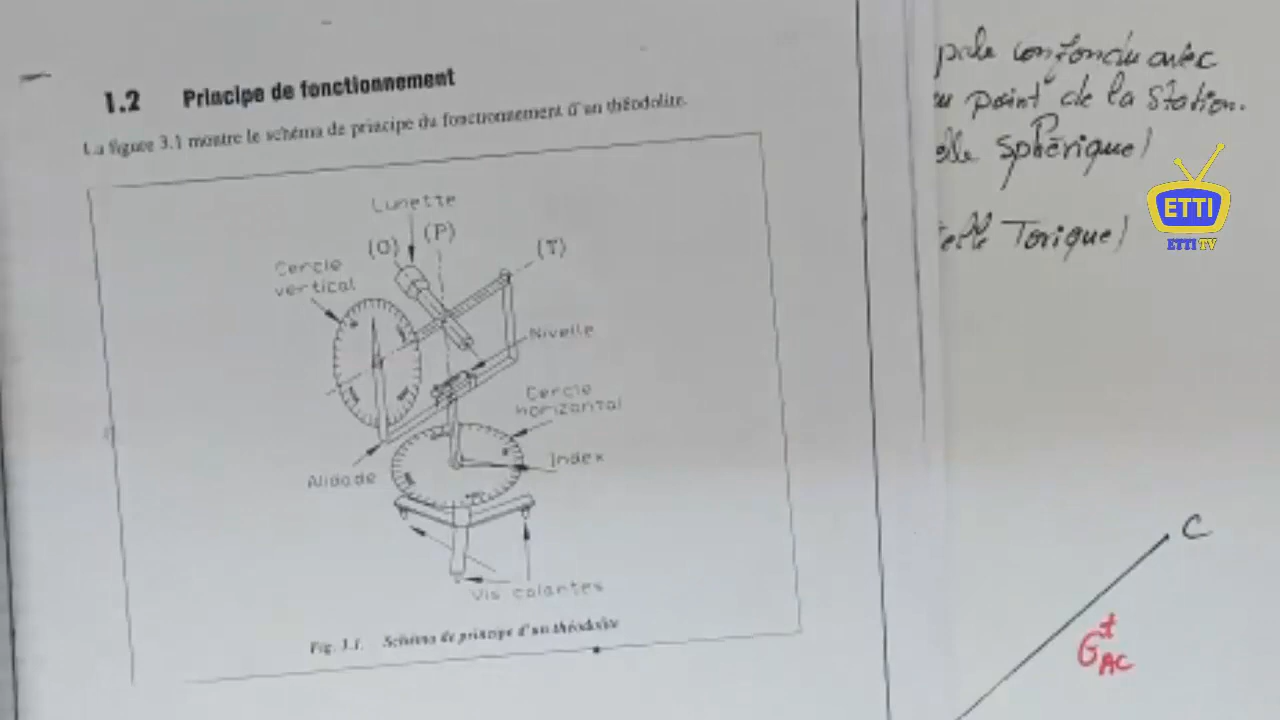 1.2 Principe de fonctionnement
La figure 3.1 montre le schéma de principe du fonctionnement d'un théodolite.
Lunette
(O) (P) (T)
Cercle
vertical
Nivelle
Cercle
horizontal
Index
Alidade
Vis calantes
Fig. 3.1. Schéma de principe d'un théodolite
confondu avec
point de la Station.
Sphérique)
Torique)
C
G^t AC
ETTI
ETTI TV